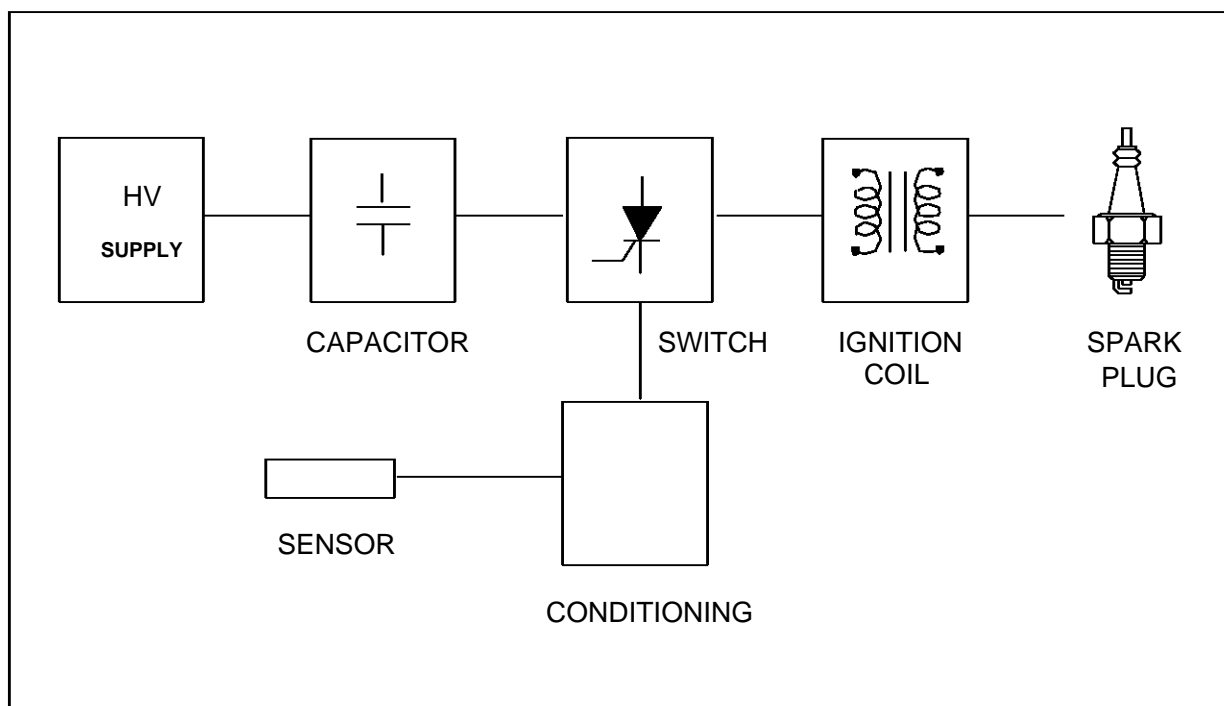 HV
SUPPLY
CAPACITOR
SWITCH
IGNITION
COIL
SPARK
PLUG
SENSOR
CONDITIONING